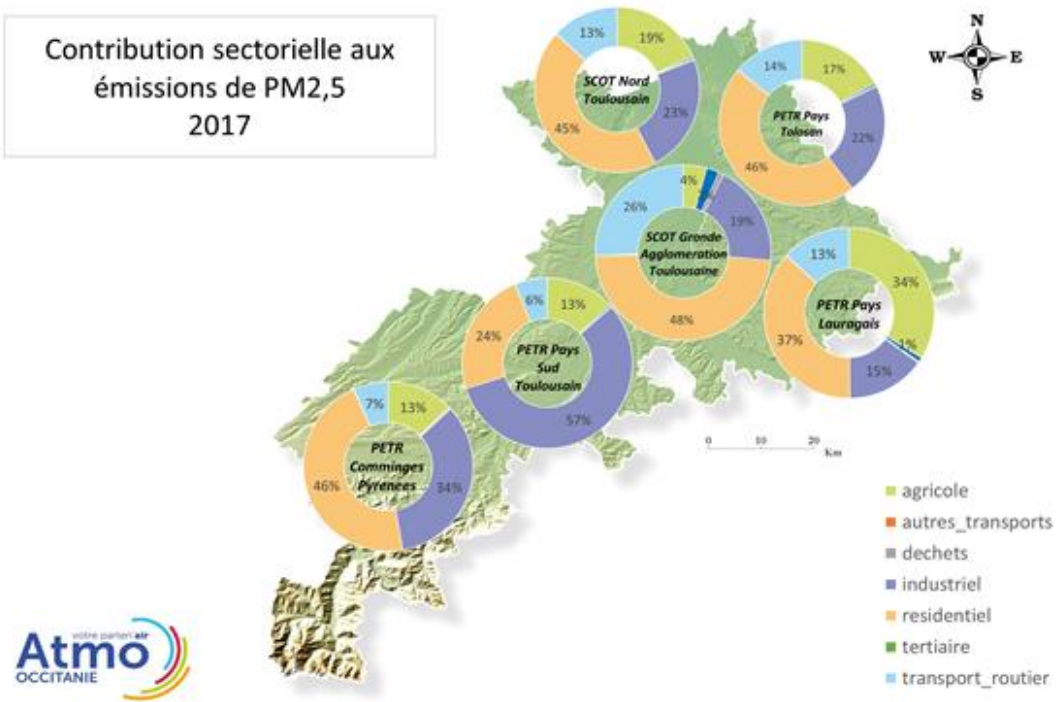 Contribution sectorielle aux
émissions de PM2,5
2017
N
W
E
S
13%
19%
SCOT Nord
Toulousain
23%
45%
14%
17%
PETR Pays
Tolosan
22%
46%
4%
26%
19%
SCOT Grande
Agglomeration
Toulousaine
48%
13%
34%
PETR Pays
Lauragais
1%
37%
15%
6%
13%
24%
PETR Pays
Sud
Toulousain
57%
7%
13%
PETR
Comminges
Pyrenees
46%
34%
0 10 20
Km
agricole
autres_transports
dechets
industriel
residentiel
tertiaire
transport_routier
votre parten'air
Atmo
OCCITANIE